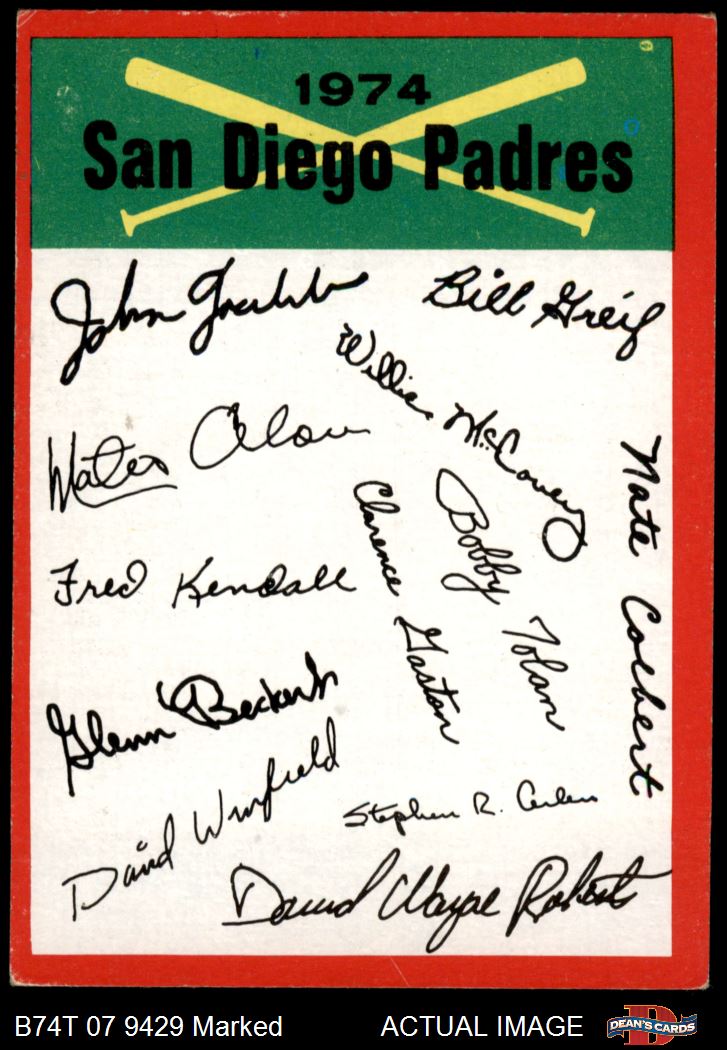 1974
San Diego Padres
John Grubb
Bill Greif
Willie McCovey
Mateo Alou
Nate Colbert
Clarence Gaston
Bobby Tolan
Fred Kendall
Glenn Beckert
David Winfield
Stephen R. Arlin
David Wayne Roberts
B74T 07 9429 Marked
ACTUAL IMAGE
DEAN'S CARDS